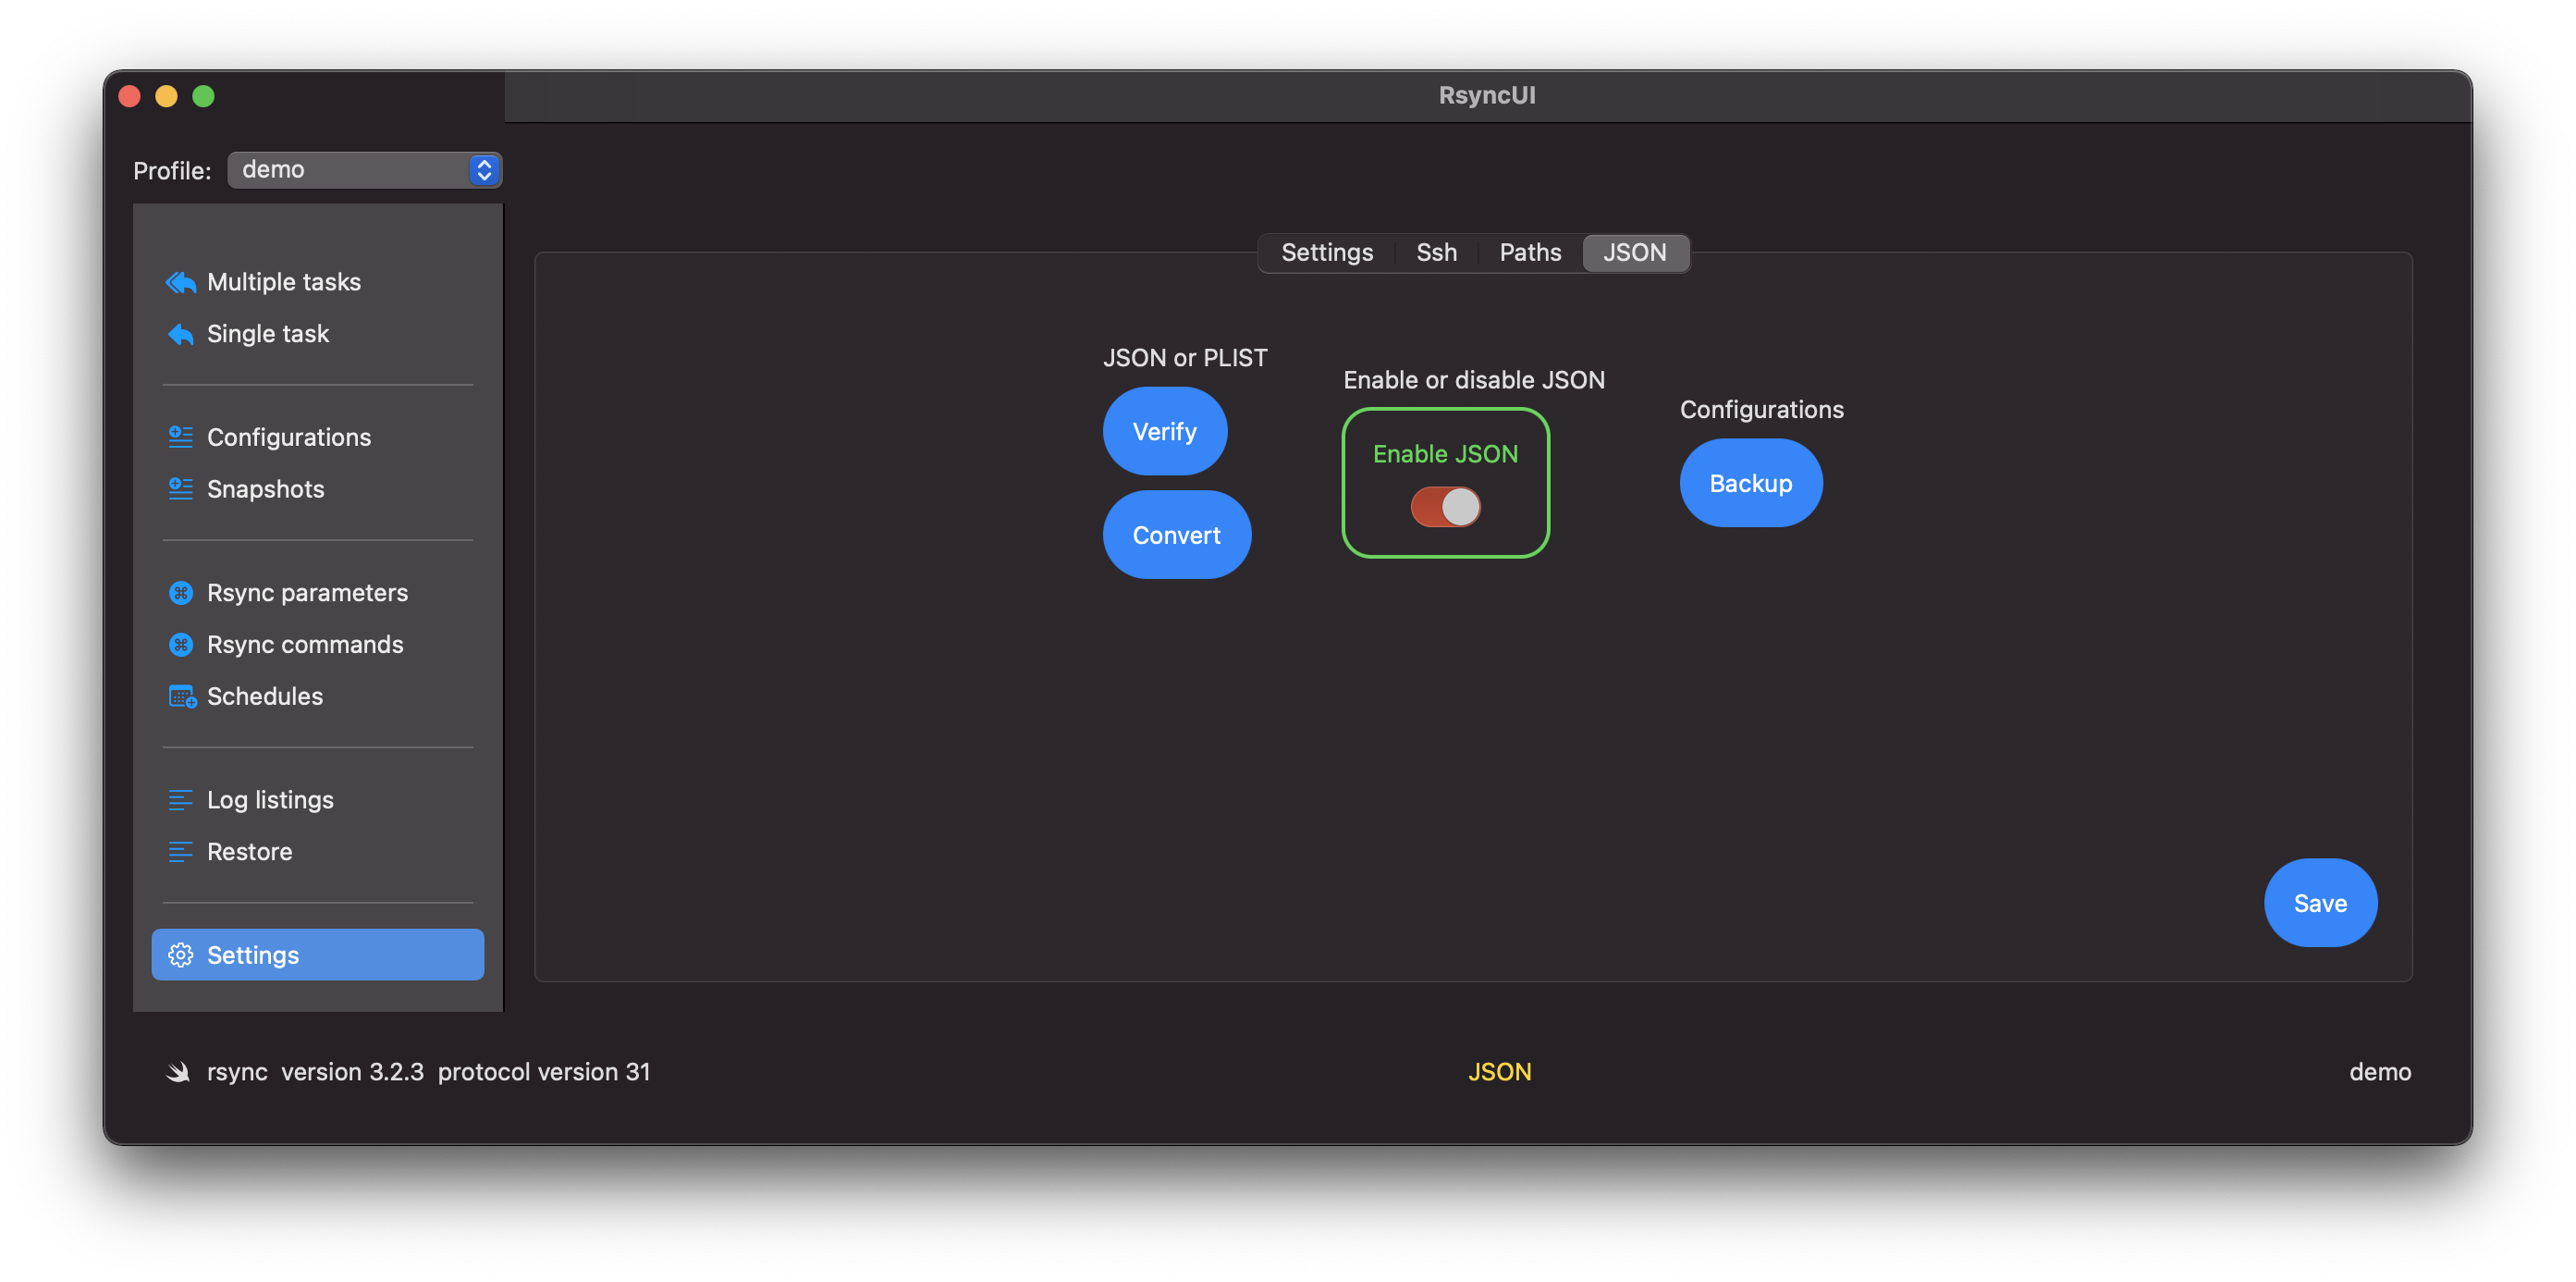 RsyncUI
Profile: demo
Multiple tasks
Single task
Configurations
Snapshots
Rsync parameters
Rsync commands
Schedules
Log listings
Restore
Settings
Settings Ssh Paths JSON
JSON or PLIST
Verify
Convert
Enable or disable JSON
Enable JSON
Configurations
Backup
Save
rsync version 3.2.3 protocol version 31
JSON
demo